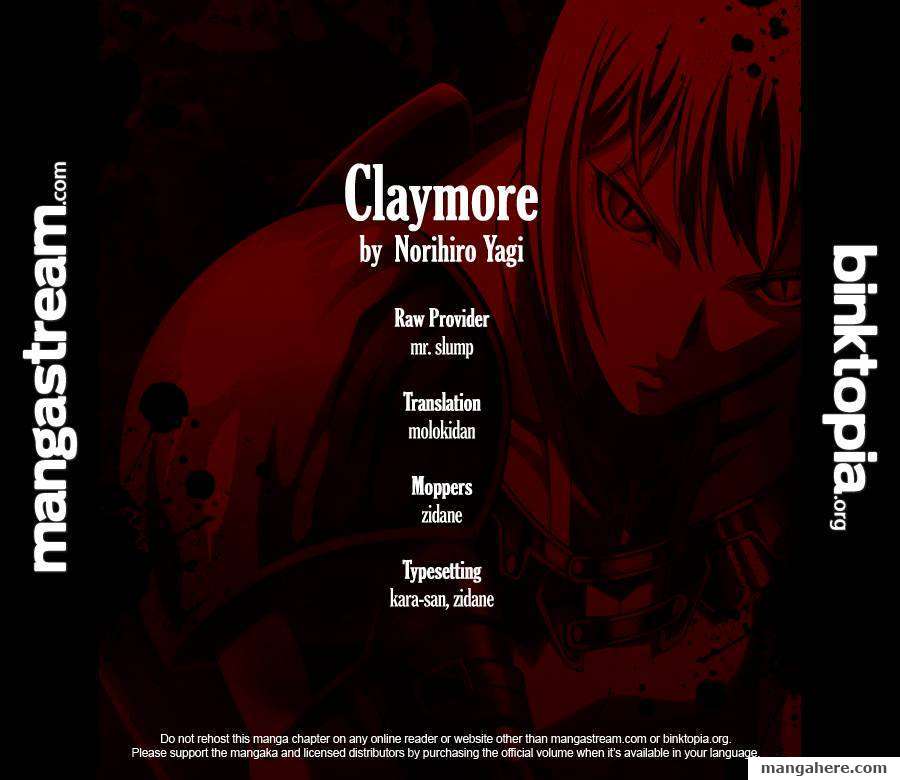 Claymore
by Norihiro Yagi
Raw Provider
mr. slump
Translation
molokidan
Moppers
zidane
Typesetting
kara-san, zidane
mangastream.com
binktopia.org
Do not rehost this manga chapter on any online reader or website other than mangastream.com or binktopia.org.
Please support the mangaka and licensed distributors by purchasing the official volume when it's available in your language.
mangahere.com